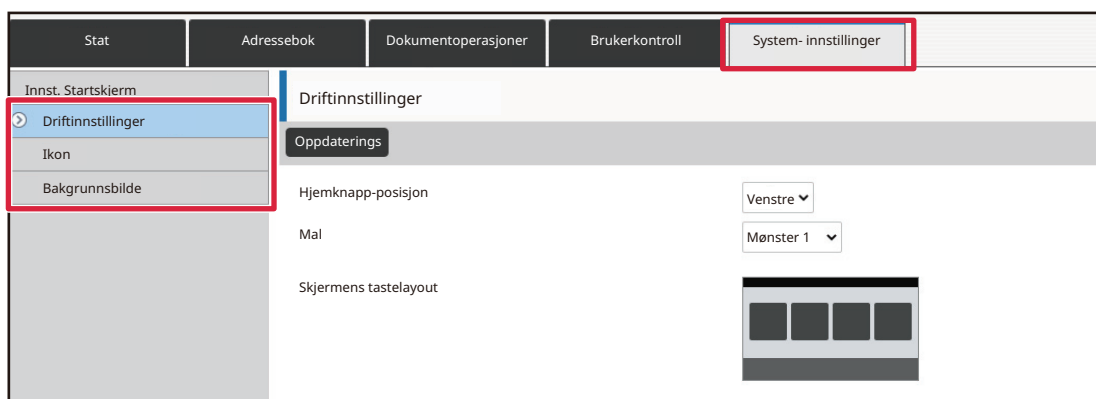 Stat Adressebok Dokumentoperasjoner Brukerkontroll System- innstillinger
Innst. Startskjerm
Driftinnstillinger
Ikon
Bakgrunnsbilde
Driftinnstillinger
Oppdaterings
Hjemknapp-posisjon Venstre
Mal Mønster 1
Skjermens tastelayout